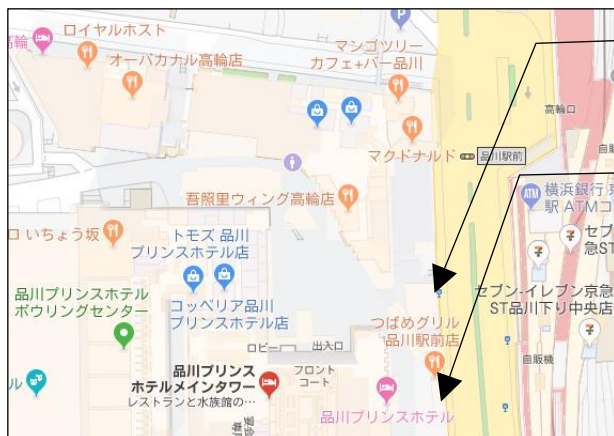 ロイヤルホスト
高輪
オーバカナル高輪店
マンゴツリー
カフェ+バー品川
P
高輪口
マクドナルド
品川駅前
自販
横浜銀行
駅 ATMコ
吾照里ウィング高輪店
ロ いちょう坂
トモズ 品川
プリンスホテル店
セブ
急ST
品川プリンスホテル
ボウリングセンター
コッペリア品川
プリンスホテル店
セブン-イレブン京急
ST品川下り中央店
つばめグリル
品川駅前店
ロビー
出入口
自販機
フロント
コート
品川プリンス
ホテルメインタワー
レストランと水族館の…
ル
品川プリンスホテル